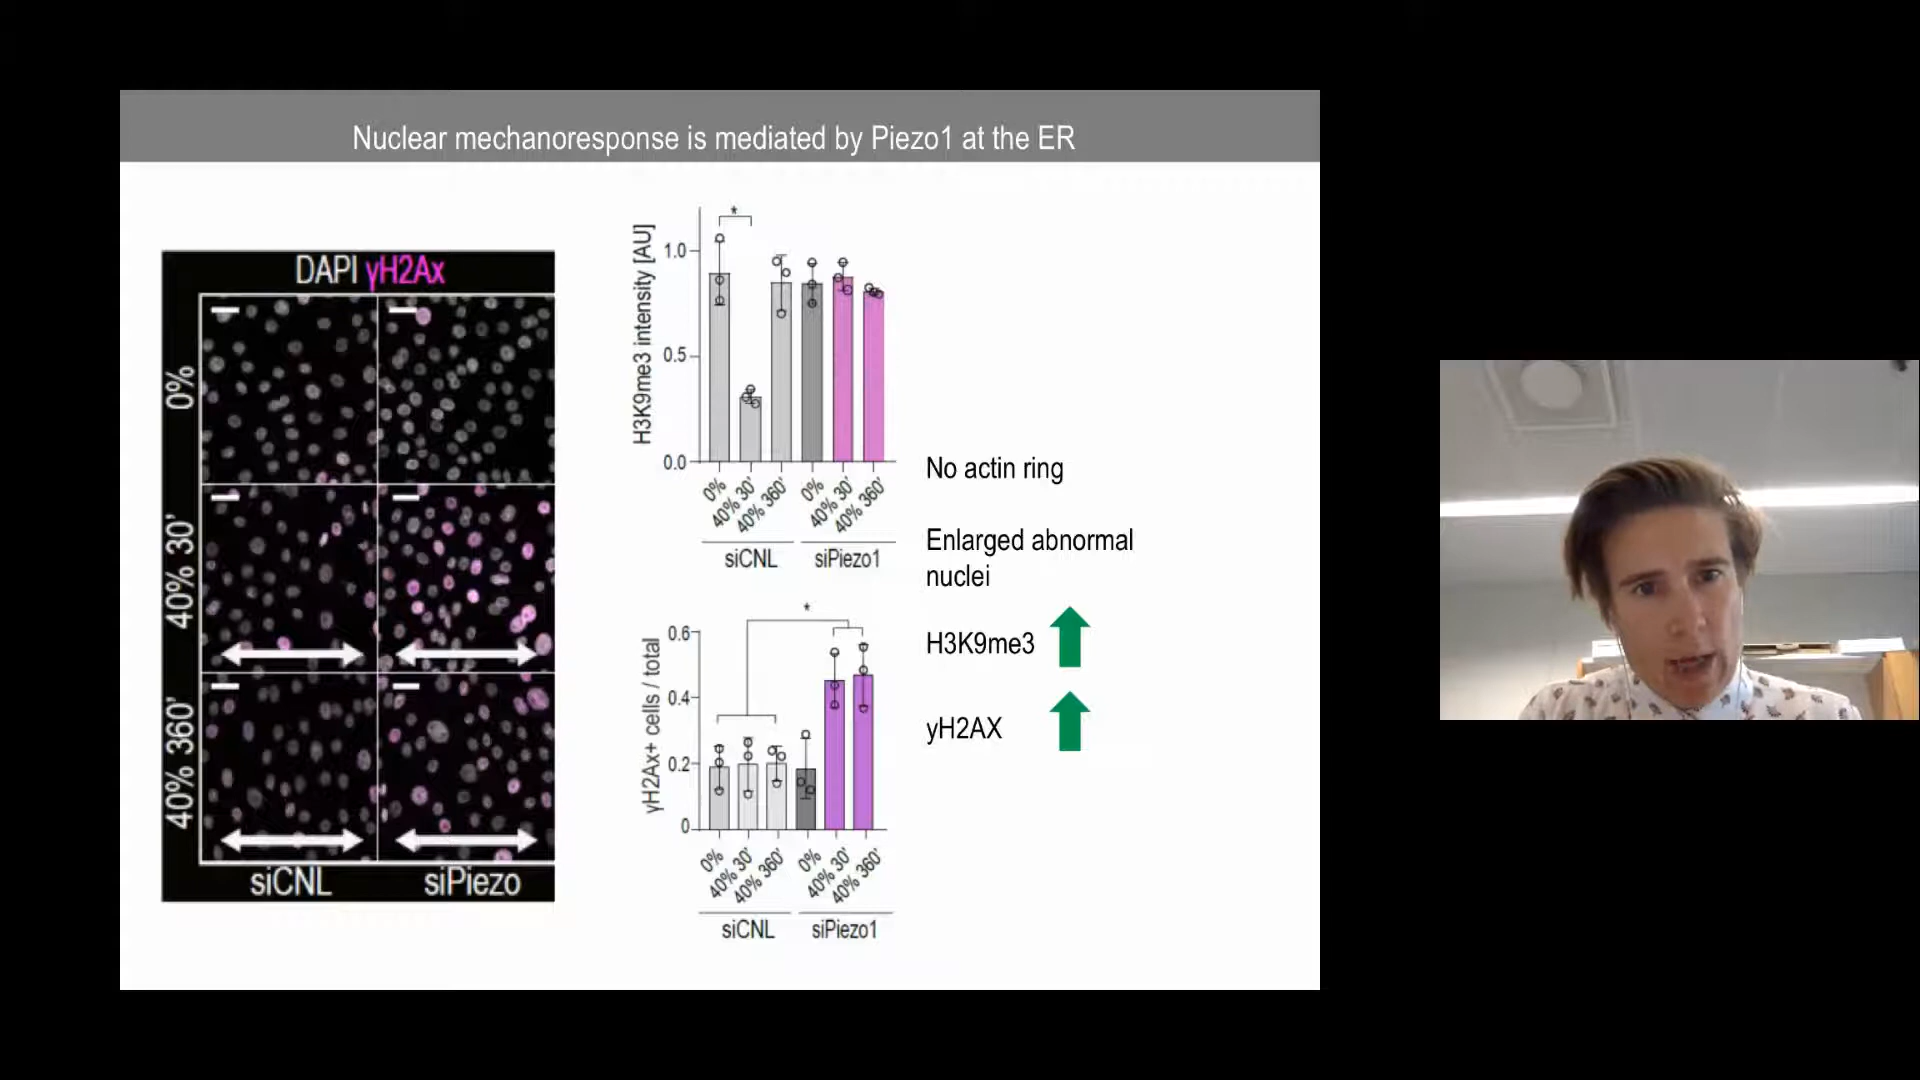 Nuclear mechanoresponse is mediated by Piezo1 at the ER
DAPI γH2Ax
0%
40% 30'
40% 360'
siCNL
siPiezo
H3K9me3 intensity [AU]
1.0
0.5
0.0
*
0%
40% 30'
40% 360'
0%
40% 30'
40% 360'
siCNL
siPiezo1
γH2Ax+ cells / total
0.6
0.4
0.2
0
*
0%
40% 30'
40% 360'
0%
40% 30'
40% 360'
siCNL
siPiezo1
No actin ring
Enlarged abnormal
nuclei
H3K9me3
yH2AX